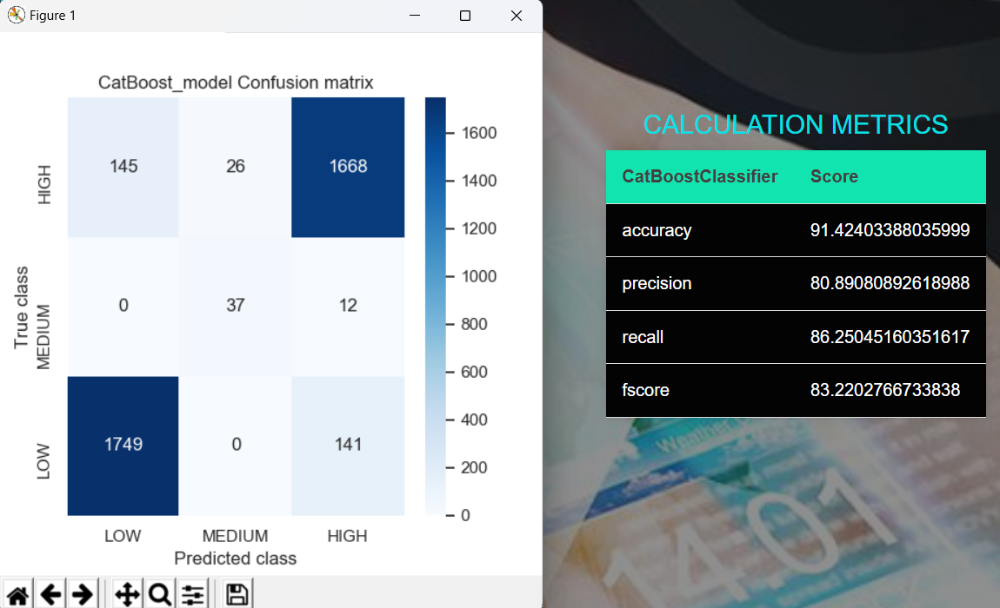 Figure 1
CatBoost_model Confusion matrix
HIGH 145 26 1668
MEDIUM 0 37 12
LOW 1749 0 141
True class
LOW MEDIUM HIGH
Predicted class
1600
1400
1200
1000
800
600
400
200
0
CALCULATION METRICS
CatBoostClassifier Score
accuracy 91.42403388035999
precision 80.89080892618988
recall 86.25045160351617
fscore 83.2202766733838
Weather
14.01